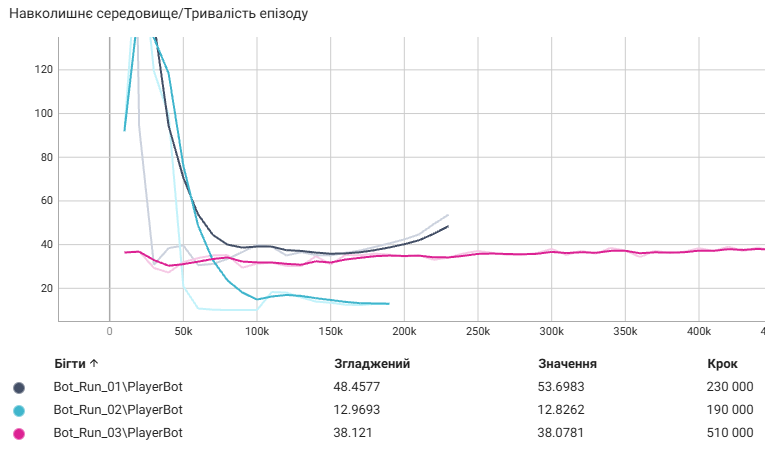 Навколишнє середовище/Тривалість епізоду
120
100
80
60
40
20
0 50k 100k 150k 200k 250k 300k 350k 400k 4
Бігти ↑ Згладжений Значення Крок
Bot_Run_01\PlayerBot 48.4577 53.6983 230 000
Bot_Run_02\PlayerBot 12.9693 12.8262 190 000
Bot_Run_03\PlayerBot 38.121 38.0781 510 000